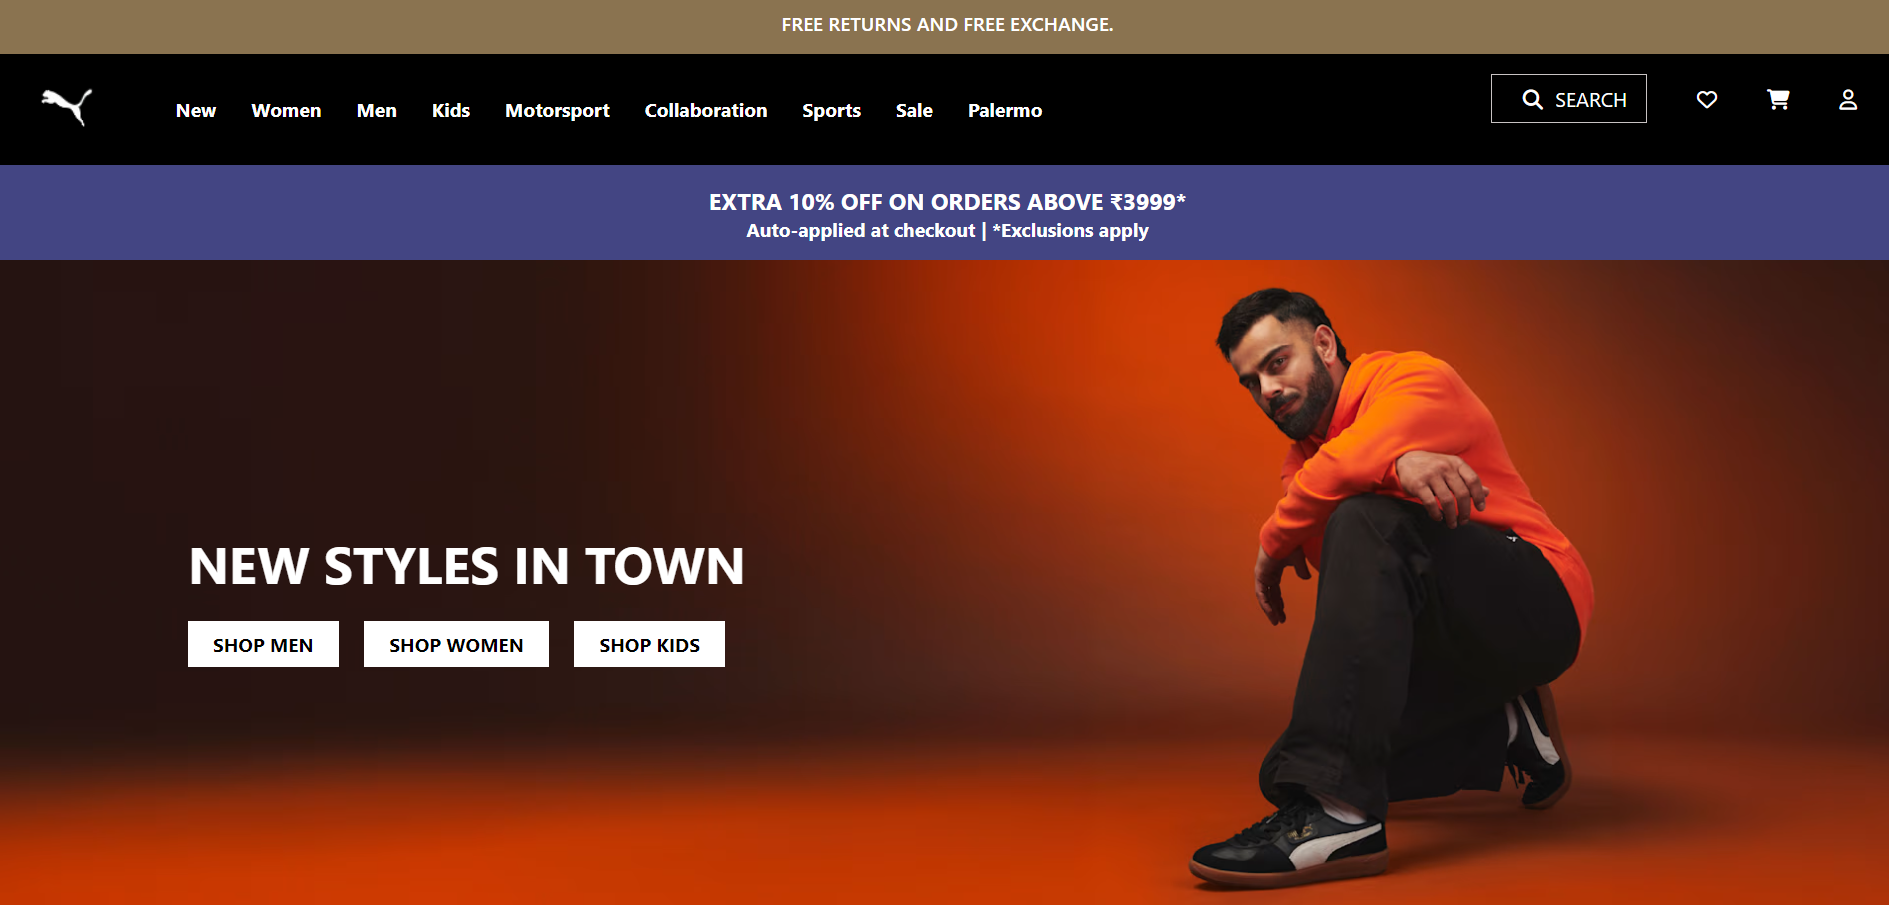 FREE RETURNS AND FREE EXCHANGE.
New Women Men Kids Motorsport Collaboration Sports Sale Palermo SEARCH
EXTRA 10% OFF ON ORDERS ABOVE ₹3999*
Auto-applied at checkout | *Exclusions apply
NEW STYLES IN TOWN
SHOP MEN SHOP WOMEN SHOP KIDS